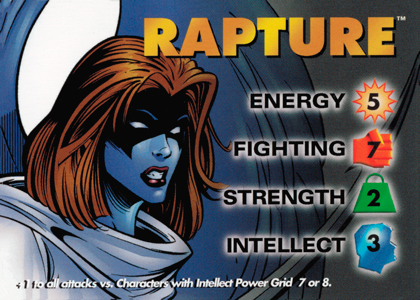 RAPTURE™
ENERGY 5
FIGHTING 7
STRENGTH 2
INTELLECT 3
+1 to all attacks vs. Characters with Intellect Power Grid 7 or 8.